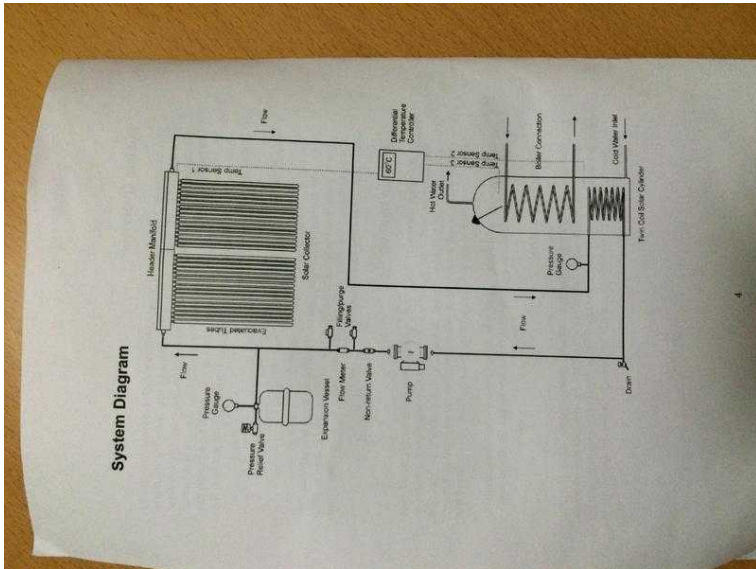 System Diagram
Header Manifold
Flow
Flow
Temp Sensor 1
Evacuated Tubes
Solar Collector
Pressure
Gauge
Pressure
Relief Valve
Expansion Vessel
Filling/purge
Valves
Flow Meter
Non-return Valve
Pump
Differential
Temperature
Controller
60°C
Temp Sensor 2
Temp Sensor 3
Hot Water
Outlet
Boiler Connection
Cold Water Inlet
Pressure
Gauge
Twin Coil Solar Cylinder
Flow
Drain
4